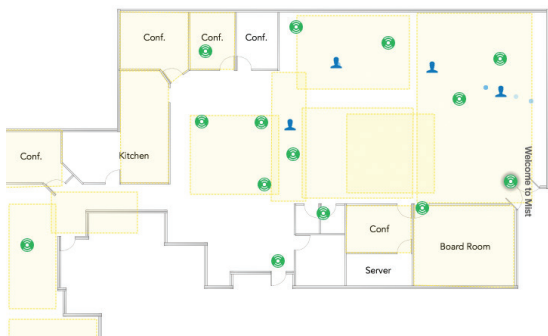 Conf.
Conf.
Conf.
Conf.
Kitchen
Welcome to Mist
Conf
Board Room
Server